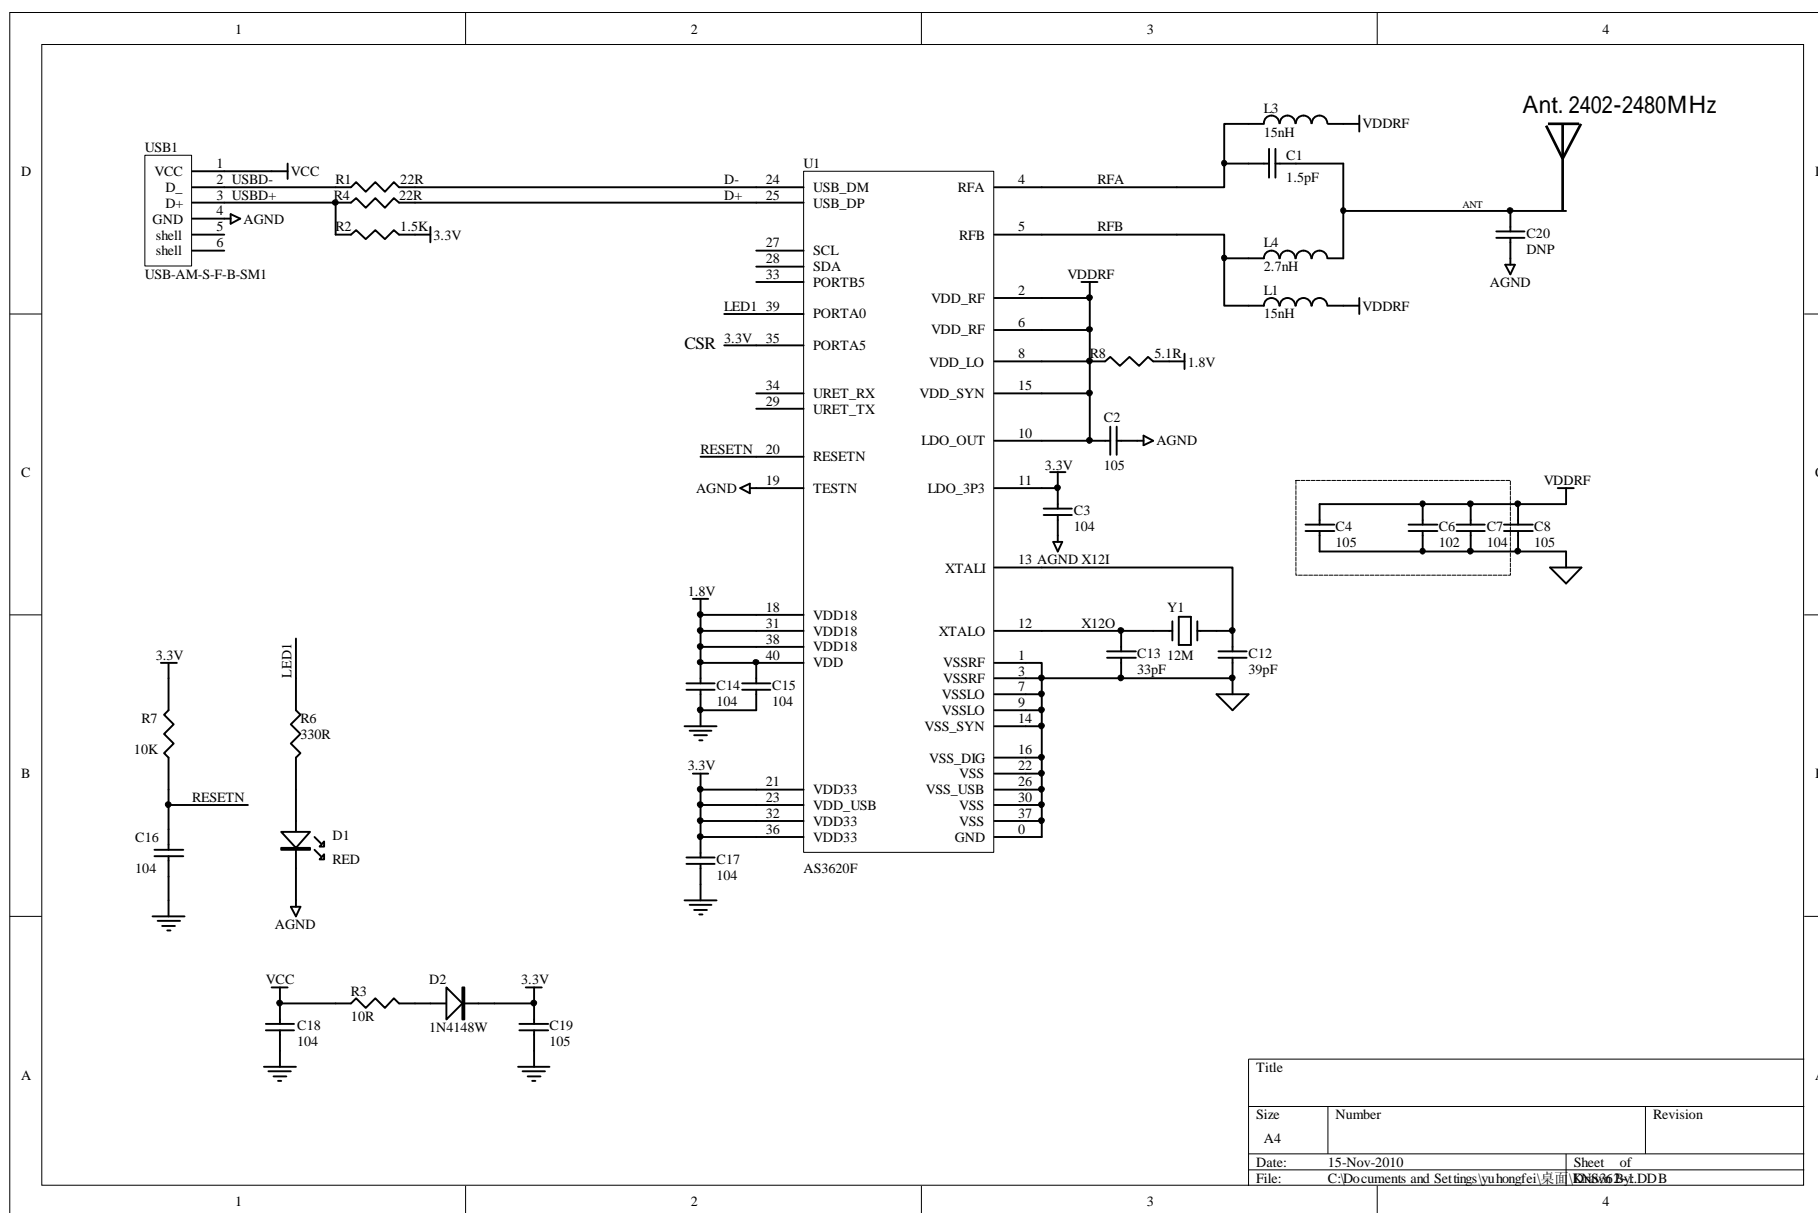 1 2 3 4
D
C
B
A
D
C
A
Ant. 2402-2480MHz
USB1
VCC 1 VCC
D_ 2 USBD- R1 22R
D+ 3 USBD+ R4 22R
GND 4 AGND
shell 5
shell 6
R2 1.5K 3.3V
USB-AM-S-F-B-SM1
U1
D- 24 USB_DM
D+ 25 USB_DP
27 SCL
28 SDA
33 PORTB5
LED1 39 PORTA0
CSR 3.3V 35 PORTA5
34 URET_RX
29 URET_TX
RESETN 20 RESETN
AGND 19 TESTN
1.8V
18 VDD18
31 VDD18
38 VDD18
40 VDD
C14 104
C15 104
3.3V
21 VDD33
23 VDD_USB
32 VDD33
36 VDD33
C17 104
AS3620F
RFA 4 RFA
RFB 5 RFB
VDD_RF 2
VDD_RF 6
VDD_LO 8
VDD_SYN 15
LDO_OUT 10
LDO_3P3 11
XTALI 13 AGND X12I
XTALO 12 X12O
VSSRF 1
VSSRF 3
VSSLO 7
VSSLO 9
VSS_SYN 14
VSS_DIG 16
VSS 22
VSS_USB 26
VSS 30
VSS 37
GND 0
L3 15nH VDDRF
C1 1.5pF
ANT
L4 2.7nH
L1 15nH VDDRF
C20 DNP
AGND
VDDRF
R8 5.1R 1.8V
C2 105 AGND
3.3V
C3 104
Y1 12M
C13 33pF
C12 39pF
VDDRF
C4 105
C6 102
C7 104
C8 105
3.3V
R7 10K
RESETN
C16 104
LED1
R6 330R
D1 RED
AGND
VCC
R3 10R
D2 1N4148W
3.3V
C18 104
C19 105
Title
Size Number Revision
A4
Date: 15-Nov-2010 Sheet of
File: C:\Documents and Settings\yuhongfei\桌面\
1 2 3 4